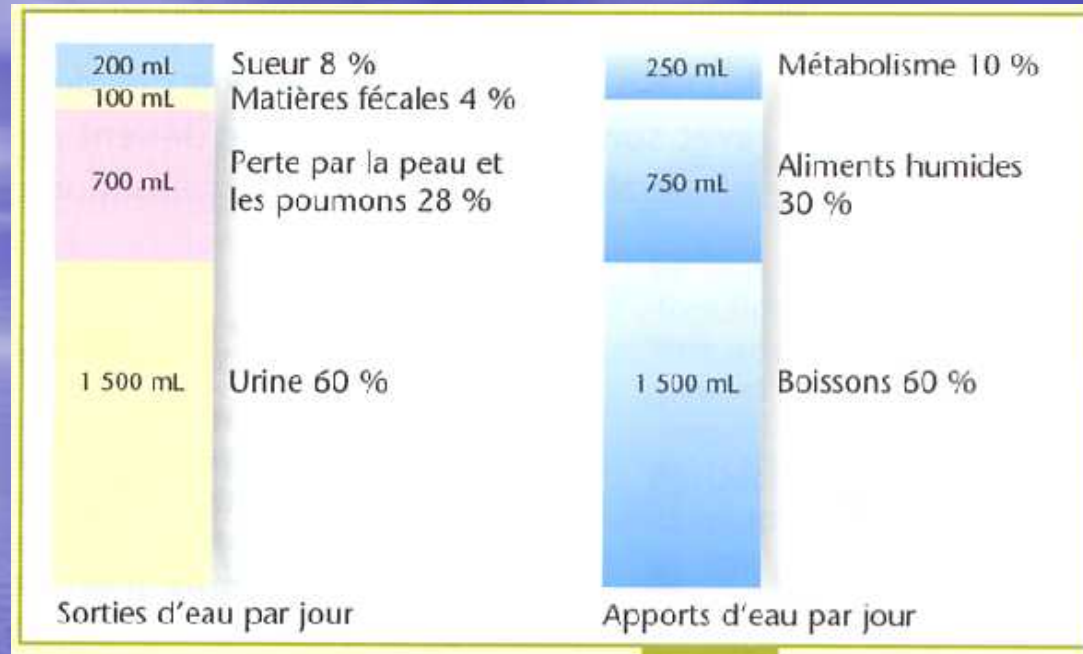 200 mL
Sueur 8 %
100 mL
Matières fécales 4 %
700 mL
Perte par la peau et
les poumons 28 %
1 500 mL
Urine 60 %
Sorties d'eau par jour
250 mL
Métabolisme 10 %
750 mL
Aliments humides
30 %
1 500 mL
Boissons 60 %
Apports d'eau par jour